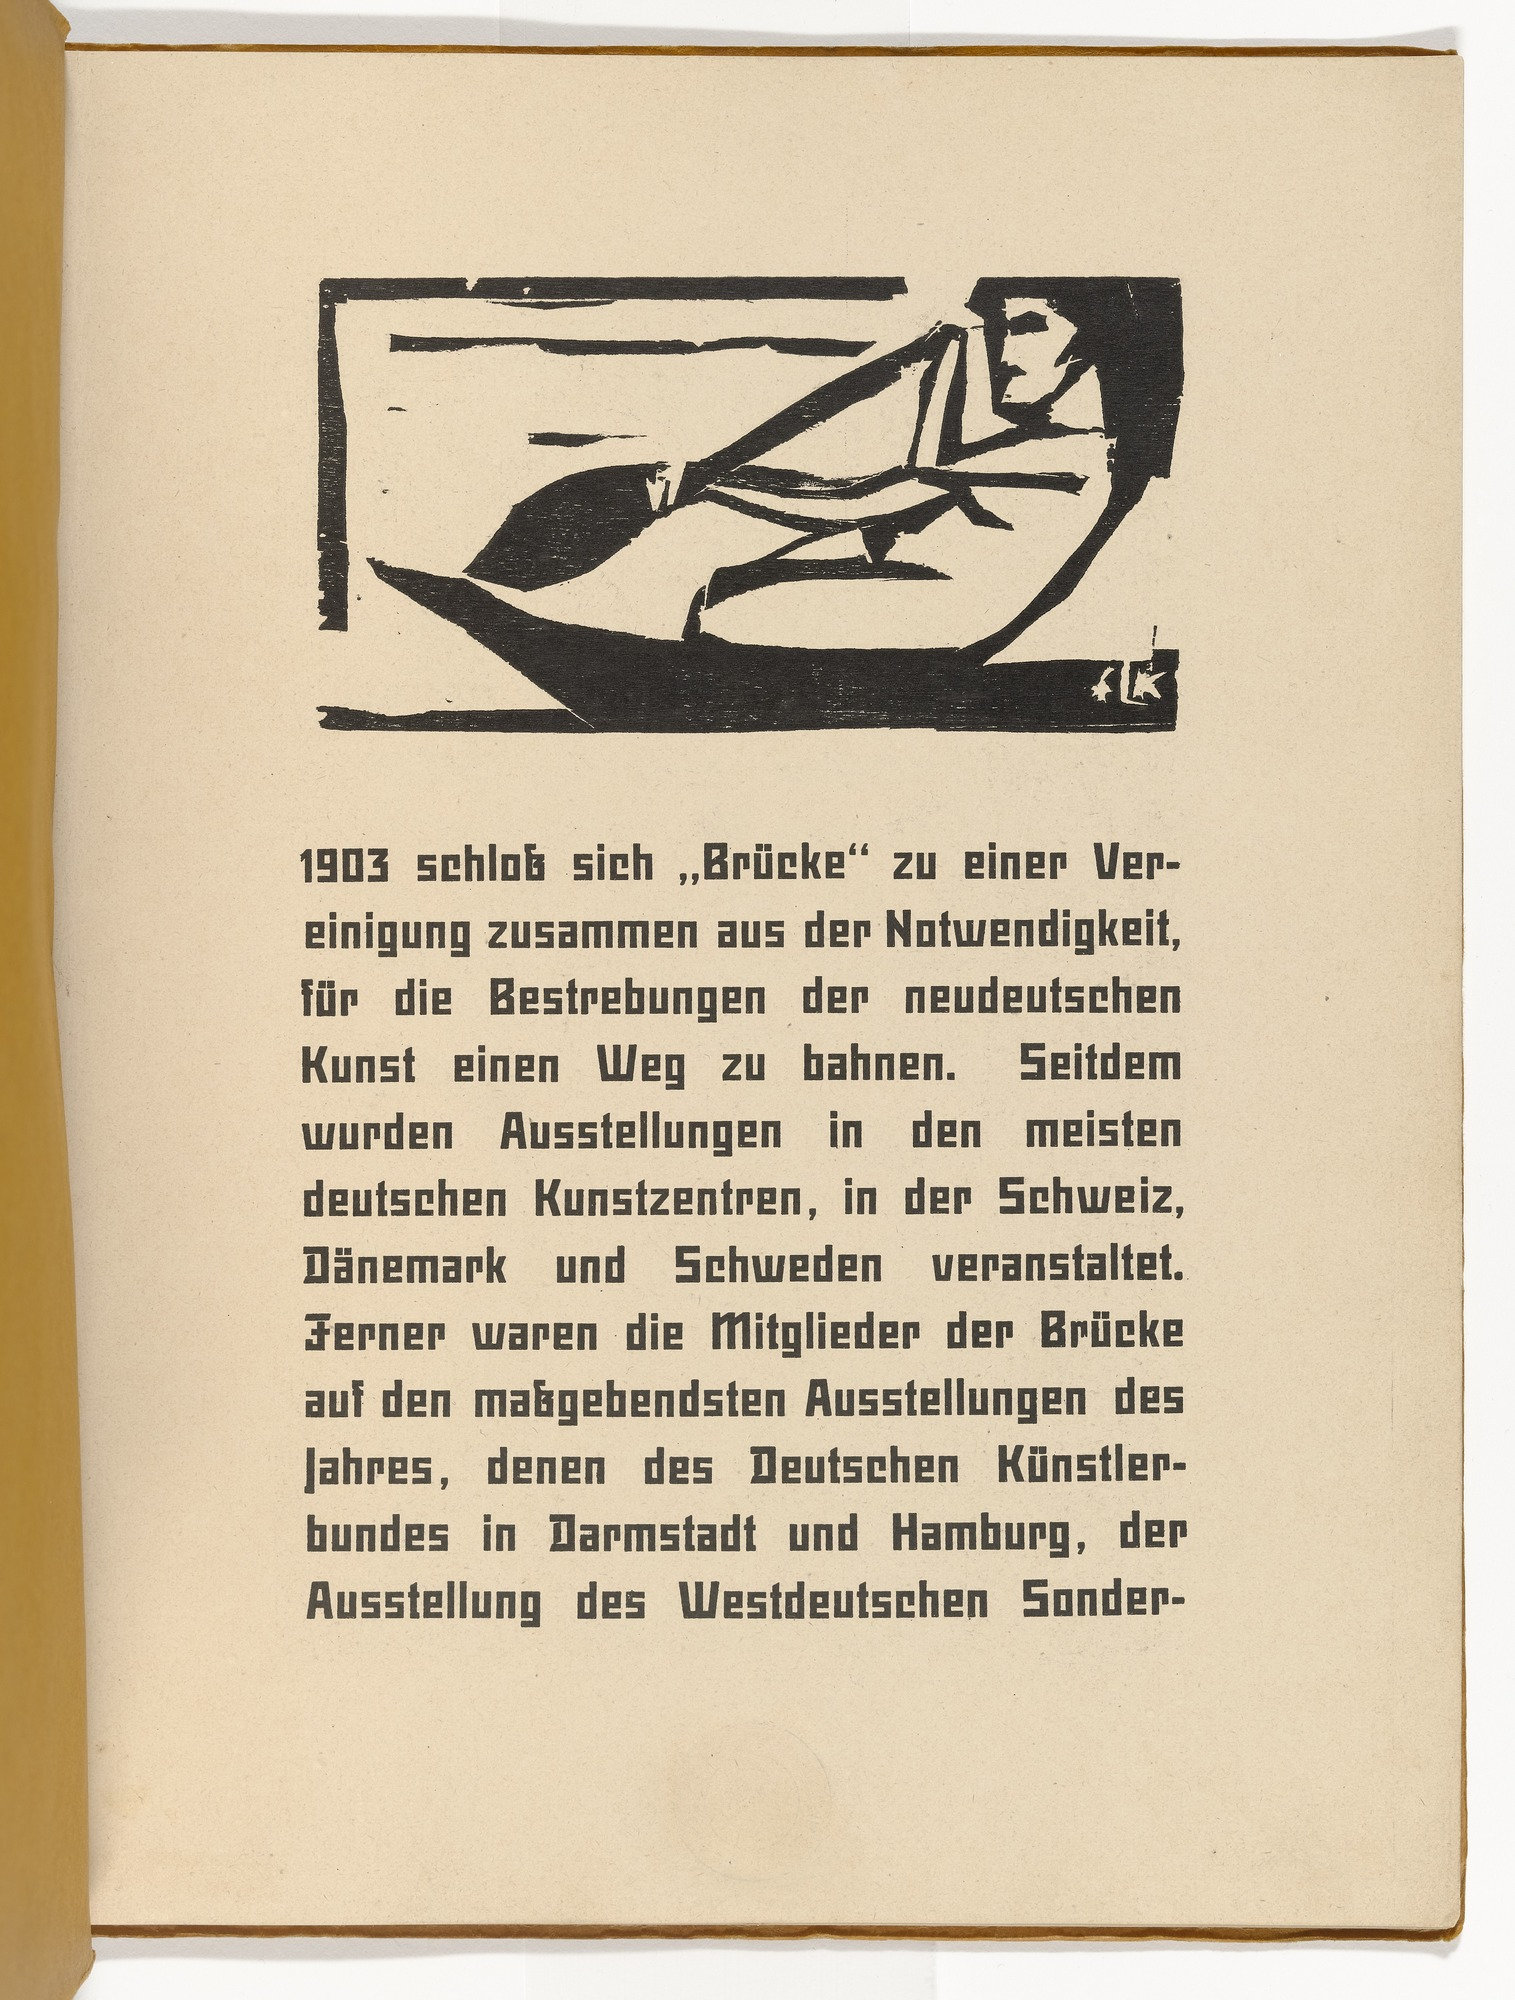 ELK
1903 schloß sich „Brücke“ zu einer Ver-
einigung zusammen aus der Notwendigkeit,
für die Bestrebungen der neudeutschen
Kunst einen Weg zu bahnen. Seitdem
wurden Ausstellungen in den meisten
deutschen Kunstzentren, in der Schweiz,
Dänemark und Schweden veranstaltet.
Ferner waren die Mitglieder der Brücke
auf den maßgebendsten Ausstellungen des
Jahres, denen des Deutschen Künstler-
bundes in Darmstadt und Hamburg, der
Ausstellung des Westdeutschen Sonder-